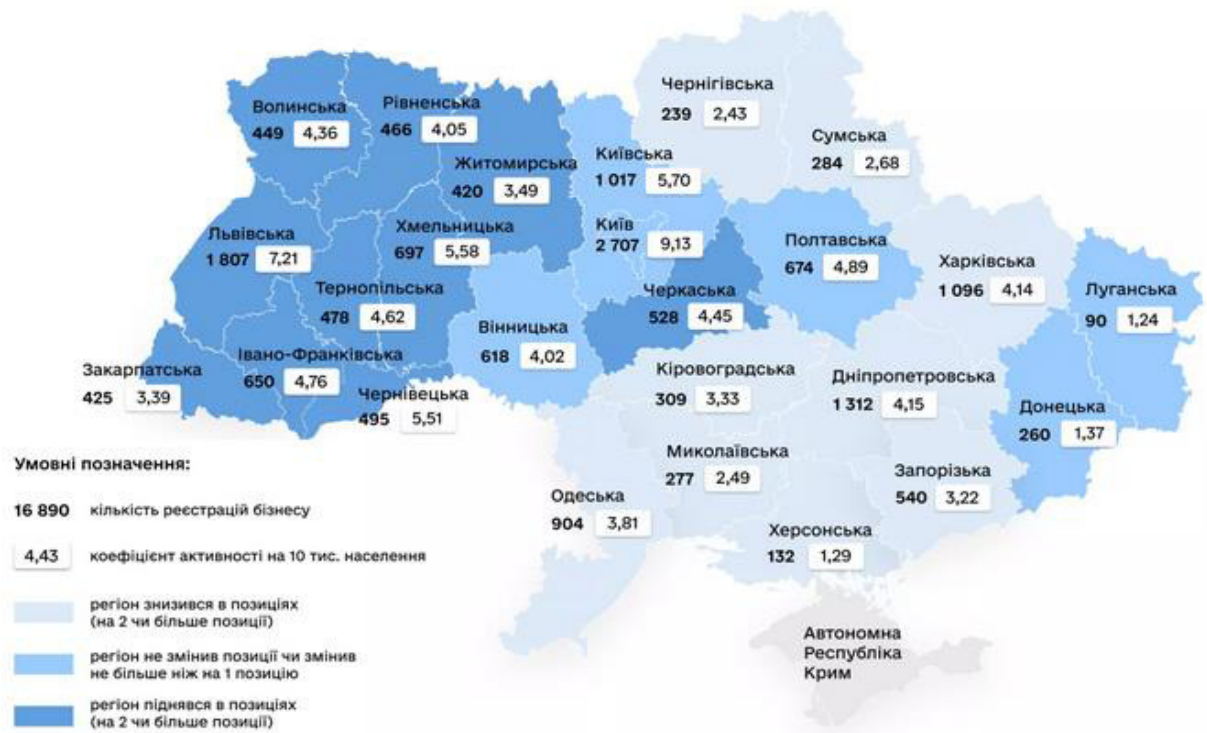 Чернігівська
239 2,43
Волинська
449 4,36
Рівненська
466 4,05
Сумська
284 2,68
Житомирська
420 3,49
Київська
1 017 5,70
Львівська
1 807 7,21
Хмельницька
697 5,58
Київ
2 707 9,13
Полтавська
674 4,89
Харківська
1 096 4,14
Луганська
90 1,24
Тернопільська
478 4,62
Черкаська
528 4,45
Вінницька
618 4,02
Закарпатська
425 3,39
Івано-Франківська
650 4,76
Чернівецька
495 5,51
Кіровоградська
309 3,33
Дніпропетровська
1 312 4,15
Донецька
260 1,37
Миколаївська
277 2,49
Запорізька
540 3,22
Одеська
904 3,81
Херсонська
132 1,29
Автономна
Республіка
Крим
Умовні позначення:
16 890 кількість реєстрацій бізнесу
4,43 коефіцієнт активності на 10 тис. населення
регіон знизився в позиціях
(на 2 чи більше позиції)
регіон не змінив позиції чи змінив
не більше ніж на 1 позицію
регіон піднявся в позиціях
(на 2 чи більше позиції)